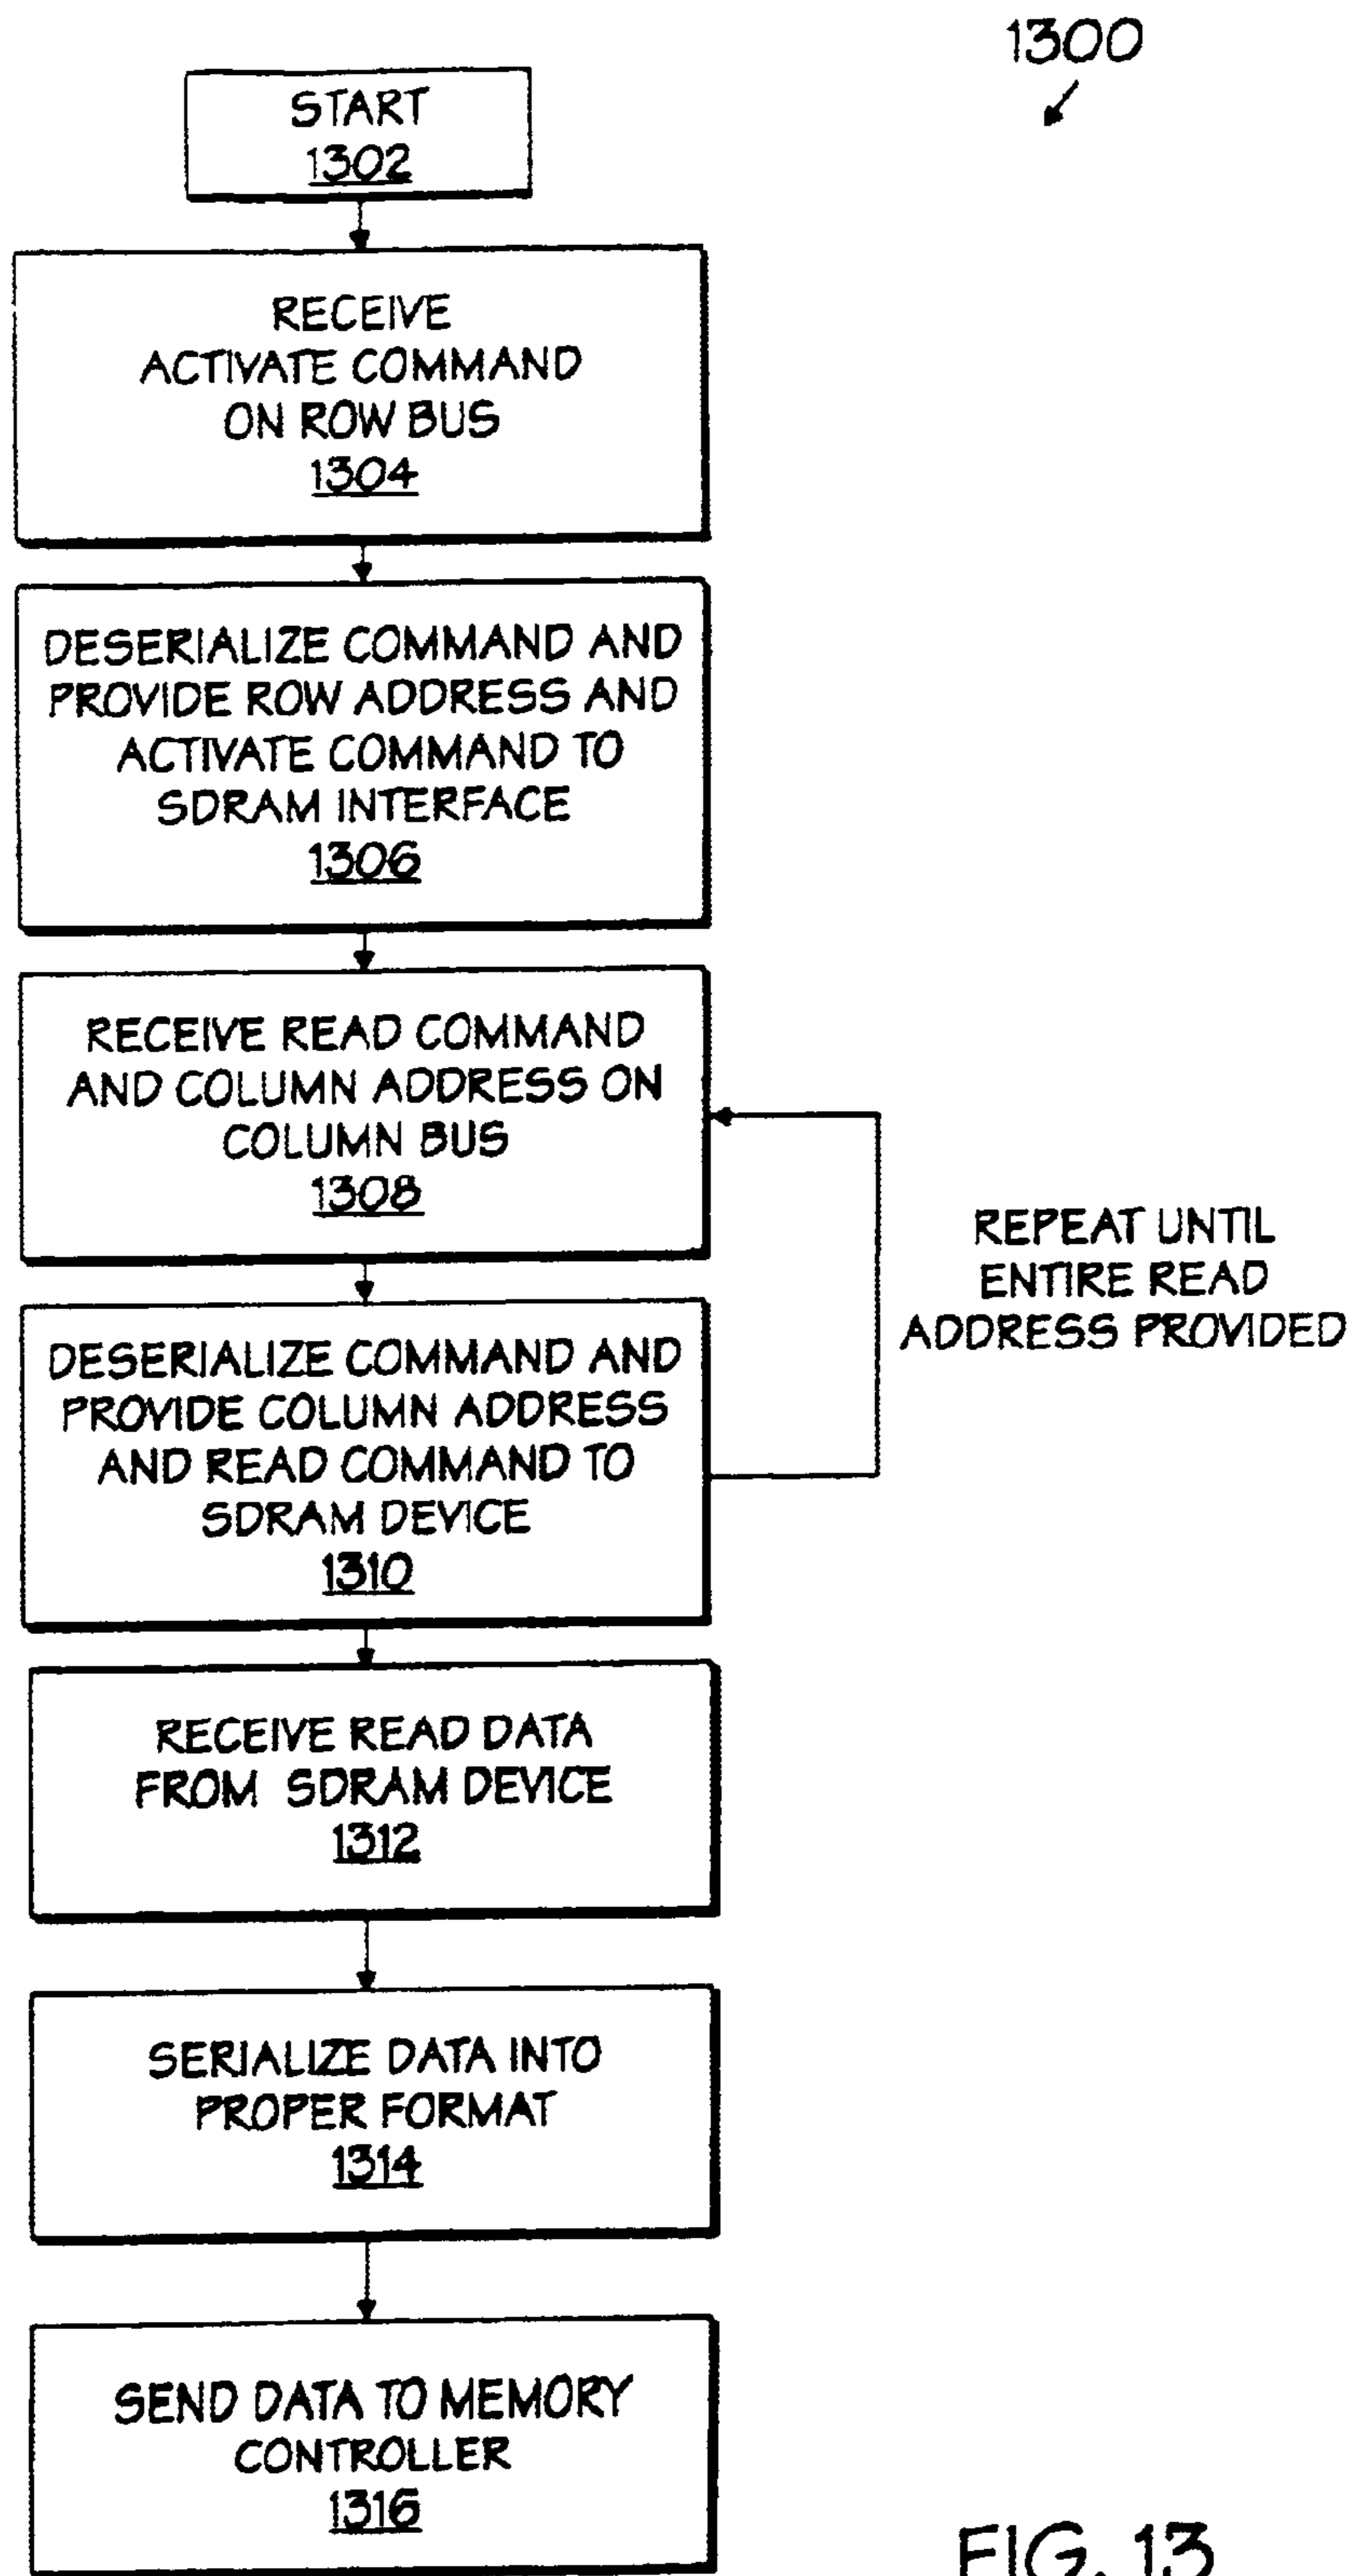 1300
START
1302
RECEIVE
ACTIVATE COMMAND
ON ROW BUS
1304
DESERIALIZE COMMAND AND
PROVIDE ROW ADDRESS AND
ACTIVATE COMMAND TO
SDRAM INTERFACE
1306
RECEIVE READ COMMAND
AND COLUMN ADDRESS ON
COLUMN BUS
1308
REPEAT UNTIL
ENTIRE READ
ADDRESS PROVIDED
DESERIALIZE COMMAND AND
PROVIDE COLUMN ADDRESS
AND READ COMMAND TO
SDRAM DEVICE
1310
RECEIVE READ DATA
FROM SDRAM DEVICE
1312
SERIALIZE DATA INTO
PROPER FORMAT
1314
SEND DATA TO MEMORY
CONTROLLER
1316
FIG. 13